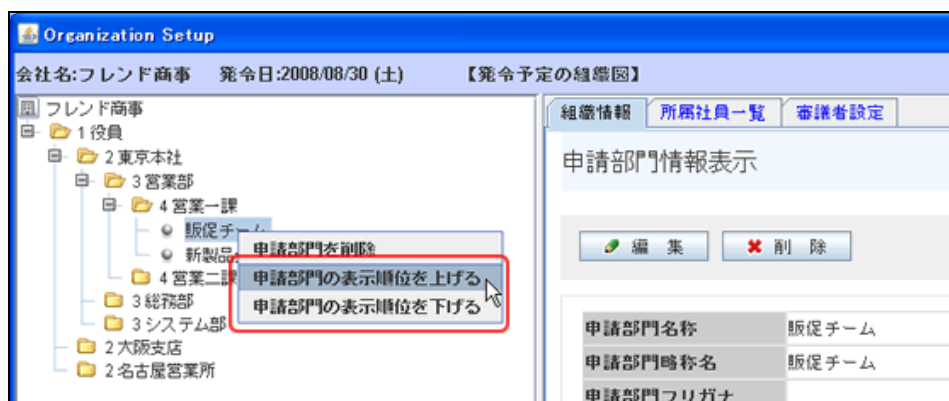 Organization Setup
会社名:フレンド商事 発令日:2008/08/30 (土) 【発令予定の組織図】
フレンド商事
1 役員
2 東京本社
3 営業部
4 営業一課
販促チーム
新製品
4 営業二課
3 総務部
3 システム部
2 大阪支店
2 名古屋営業所
申請部門を削除
申請部門の表示順位を上げる
申請部門の表示順位を下げる
組織情報 所属社員一覧 審議者設定
申請部門情報表示
編 集 削 除
申請部門名称 販促チーム
申請部門略称名 販促チーム
申請部門フリガナ